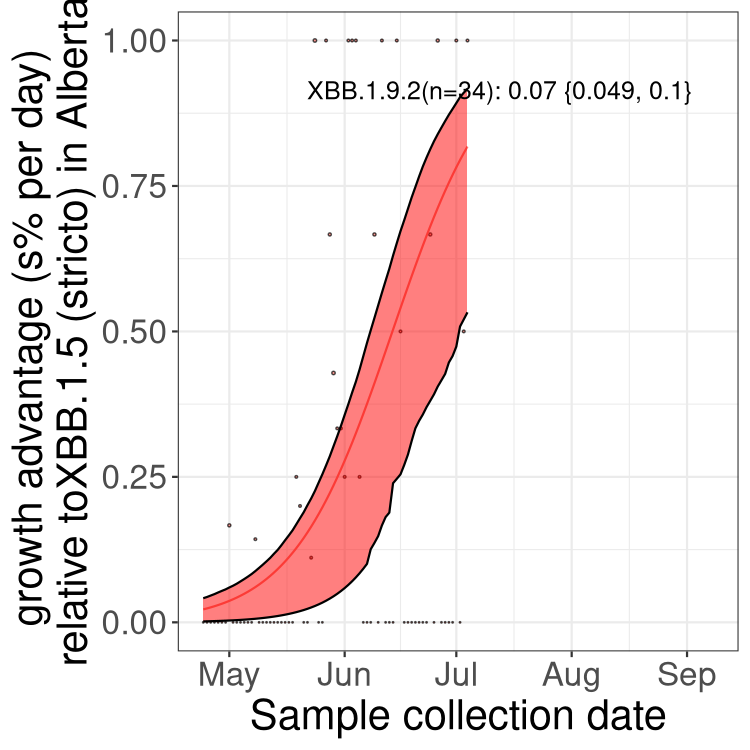 growth advantage (s% per day)
relative toXBB.1.5 (stricto) in Alberta
1.00
0.75
0.50
0.25
0.00
XBB.1.9.2(n=34): 0.07 {0.049, 0.1}
May Jun Jul Aug Sep
Sample collection date